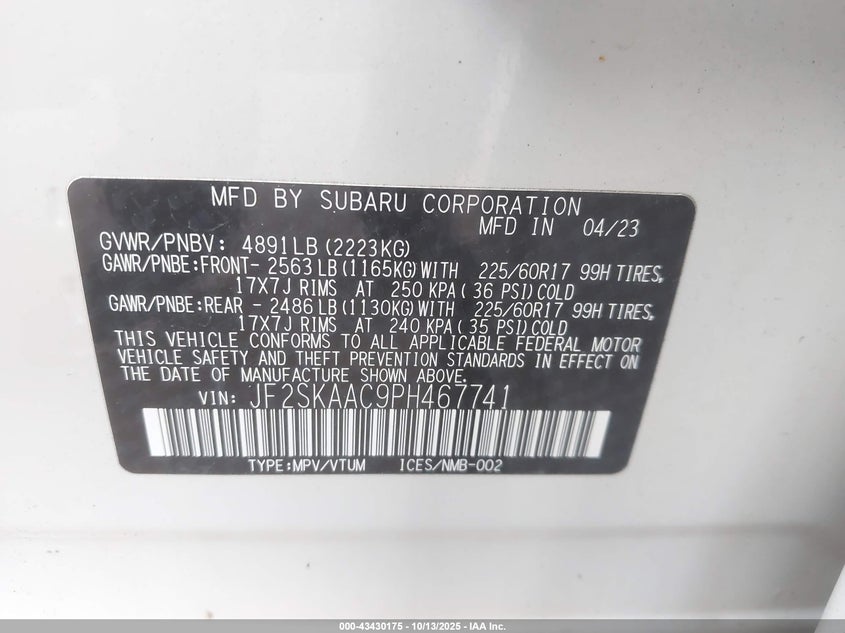 MFD BY SUBARU CORPORATION
MFD IN 04/23
GVWR/PNBV: 4891LB(2223KG)
GAWR/PNBE:FRONT- 2563LB(1165KG)WITH 225/60R17 99H TIRES,
17X7J RIMS AT 250 KPA( 36 PSI)COLD
GAWR/PNBE:REAR - 2486LB(1130KG)WITH 225/60R17 99H TIRES,
17X7J RIMS AT 240 KPA( 35 PSI)COLD
THIS VEHICLE CONFORMS TO ALL APPLICABLE FEDERAL MOTOR
VEHICLE SAFETY AND THEFT PREVENTION STANDARDS IN EFFECT ON
THE DATE OF MANUFACTURE SHOWN ABOVE.
VIN: JF2SKAAC9PH467741
TYPE:MPV/VTUM ICES/NMB-002
000-43430175 - 10/13/2025 - IAA Inc.